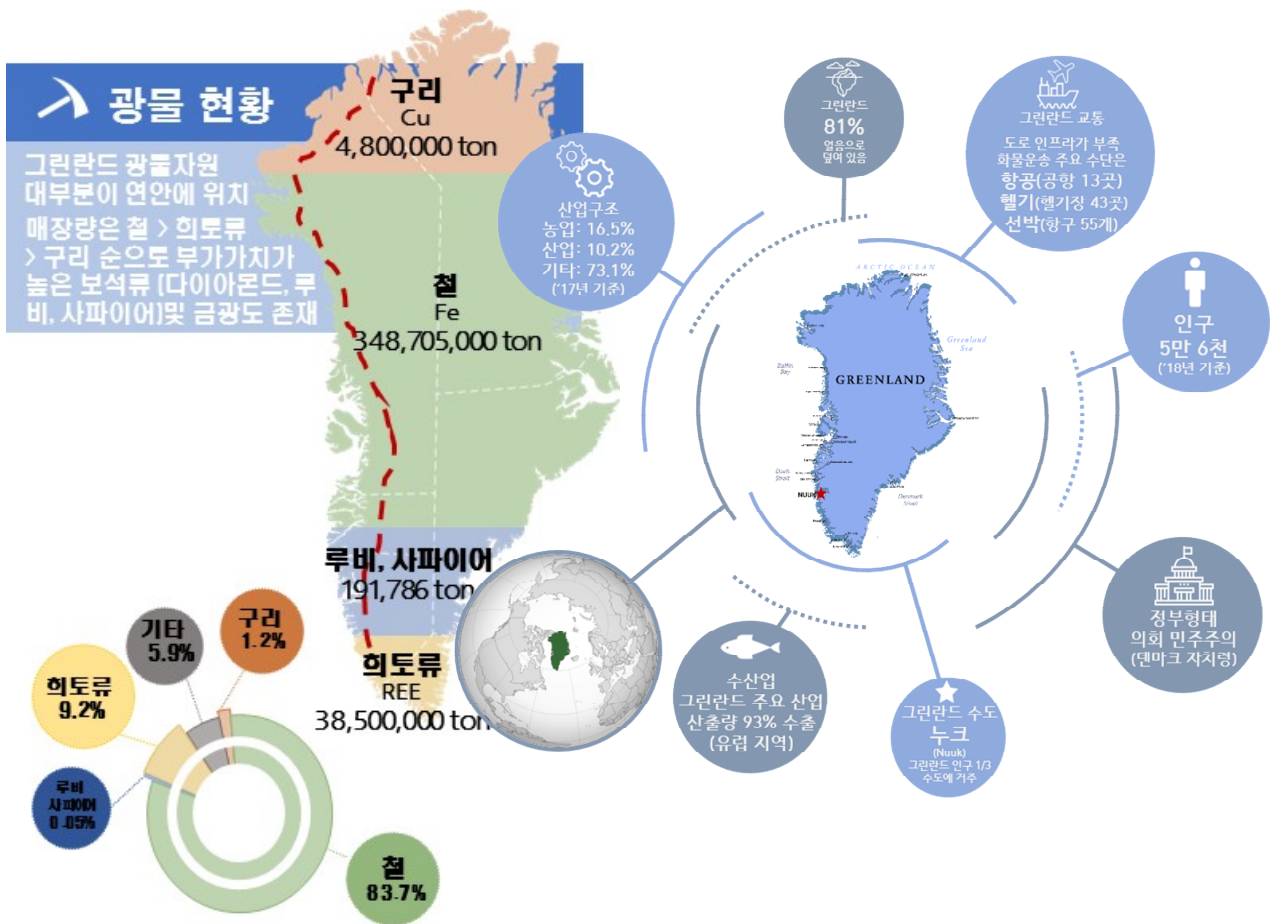 광물 현황
그린란드 광물자원
대부분이 연안에 위치
매장량은 철 > 희토류
> 구리 순으로 부가가치가
높은 보석류 (다이아몬드, 루
비, 사파이어)및 금광도 존재
구리
Cu
4,800,000 ton
철
Fe
348,705,000 ton
루비, 사파이어
191,786 ton
희토류
REE
38,500,000 ton
구리
1.2%
기타
5.9%
희토류
9.2%
루비
사파이어
0.05%
철
83.7%
그린란드
81%
얼음으로
덮여 있음
그린란드 교통
도로 인프라가 부족
화물운송 주요 수단은
항공(공항 13곳)
헬기(헬기장 43곳)
선박(항구 55개)
산업구조
농업: 16.5%
산업: 10.2%
기타: 73.1%
('17년 기준)
인구
5만 6천
('18년 기준)
ARCTIC OCEAN
Greenland
Sea
Baffin
Bay
GREENLAND
Davis
Strait
NUUK
Denmark
Strait
정부형태
의회 민주주의
(덴마크 자치령)
수산업
그린란드 주요 산업
산출량 93% 수출
(유럽 지역)
그린란드 수도
누크
(Nuuk)
그린란드 인구 1/3
수도에 거주